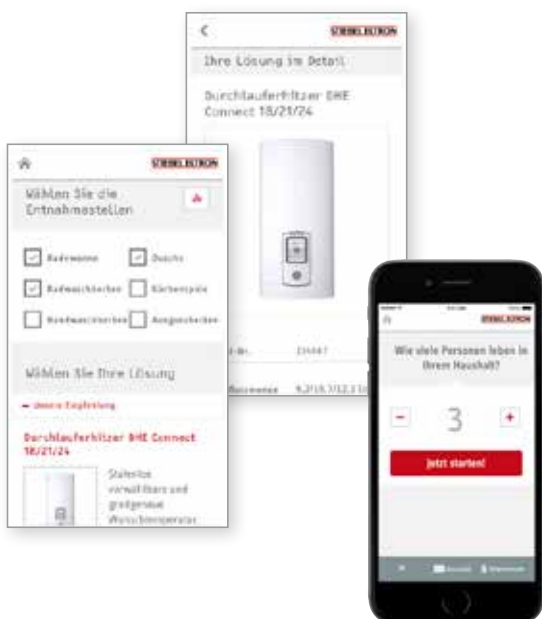 STIEBEL ELTRON
Ihre Lösung im Detail
Durchlauferhitzer DHE
Connect 18/21/24
STIEBEL ELTRON
Wählen Sie die
Entnahmestellen
Badewanne
Dusche
Badwaschbecken
Küchenspüle
Handwaschbecken
Ausgussbecken
Wählen Sie Ihre Lösung
Unsere Empfehlung
Durchlauferhitzer DHE Connect
18/21/24
Stufenlos
vorwählbare und
gradgenaue
Wunschtemperatur
STIEBEL ELTRON
Wie viele Personen leben in
Ihrem Haushalt?
- 3 +
Jetzt starten!